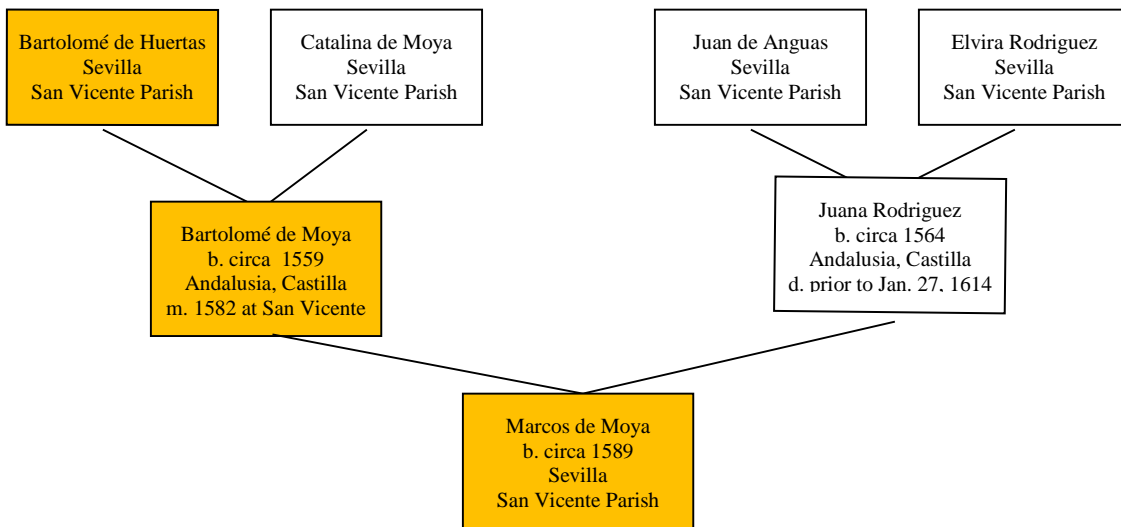 Bartolomé de Huertas
Sevilla
San Vicente Parish
Catalina de Moya
Sevilla
San Vicente Parish
Juan de Anguas
Sevilla
San Vicente Parish
Elvira Rodriguez
Sevilla
San Vicente Parish
Bartolomé de Moya
b. circa 1559
Andalusia, Castilla
m. 1582 at San Vicente
Juana Rodriguez
b. circa 1564
Andalusia, Castilla
d. prior to Jan. 27, 1614
Marcos de Moya
b. circa 1589
Sevilla
San Vicente Parish